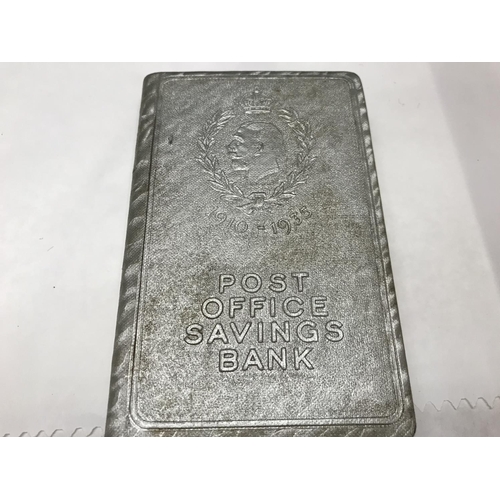 1910-1935
POST
OFFICE
SAVINGS
BANK